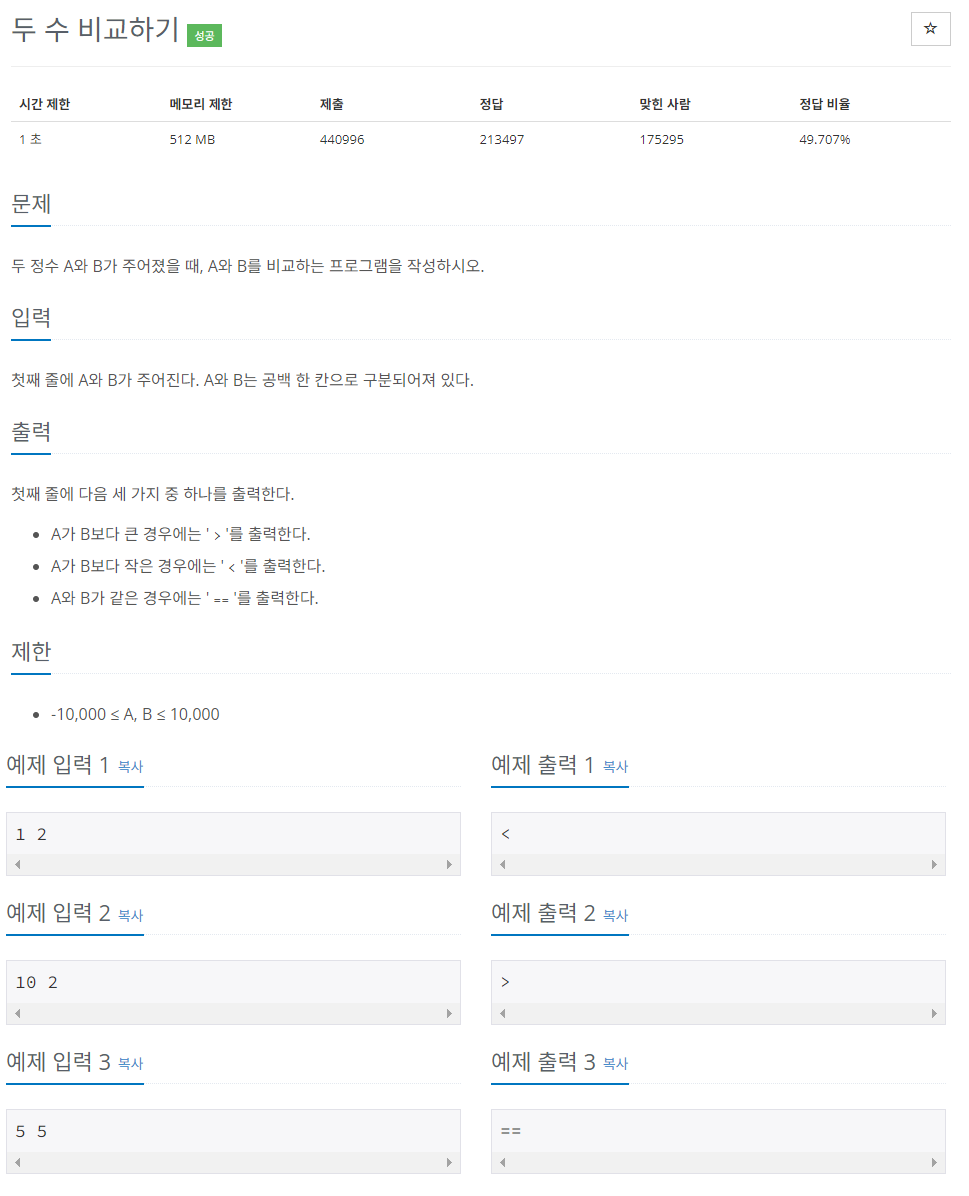 두 수 비교하기 성공
☆
시간 제한 메모리 제한 제출 정답 맞힌 사람 정답 비율
1 초 512 MB 440996 213497 175295 49.707%
문제
두 정수 A와 B가 주어졌을 때, A와 B를 비교하는 프로그램을 작성하시오.
입력
첫째 줄에 A와 B가 주어진다. A와 B는 공백 한 칸으로 구분되어져 있다.
출력
첫째 줄에 다음 세 가지 중 하나를 출력한다.
• A가 B보다 큰 경우에는 ' > '를 출력한다.
• A가 B보다 작은 경우에는 ' < '를 출력한다.
• A와 B가 같은 경우에는 ' == '를 출력한다.
제한
• -10,000 ≤ A, B ≤ 10,000
예제 입력 1 복사
1 2
예제 출력 1 복사
<
예제 입력 2 복사
10 2
예제 출력 2 복사
>
예제 입력 3 복사
5 5
예제 출력 3 복사
==